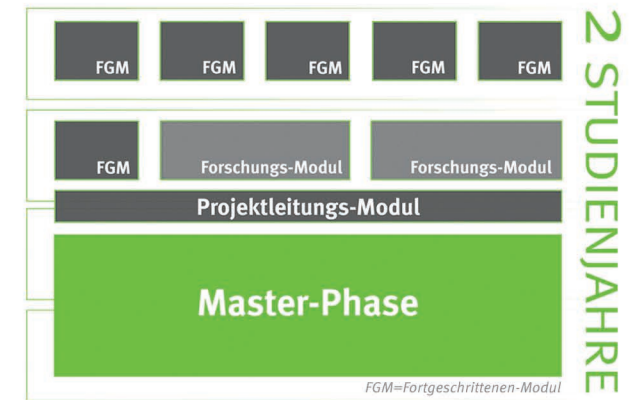 FGM FGM FGM FGM FGM
FGM Forschungs-Modul Forschungs-Modul
Projektleitungs-Modul
Master-Phase
FGM=Fortgeschrittenen-Modul
2 STUDIENJAHRE